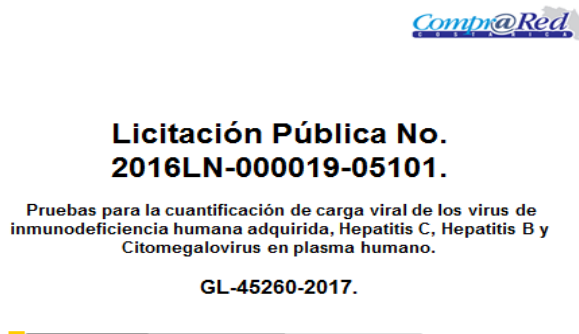 Compr@Red
COSTA RICA
Licitación Pública No.
2016LN-000019-05101.
Pruebas para la cuantificación de carga viral de los virus de
inmunodeficiencia humana adquirida, Hepatitis C, Hepatitis B y
Citomegalovirus en plasma humano.
GL-45260-2017.